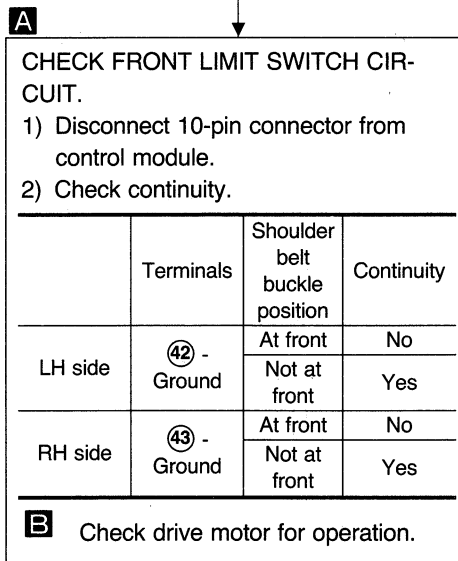 A
CHECK FRONT LIMIT SWITCH CIR-
CUIT.
1) Disconnect 10-pin connector from
control module.
2) Check continuity.
Terminals
Shoulder
belt
buckle
position
Continuity
LH side
42 -
Ground
At front
No
Not at
front
Yes
RH side
43 -
Ground
At front
No
Not at
front
Yes
B Check drive motor for operation.